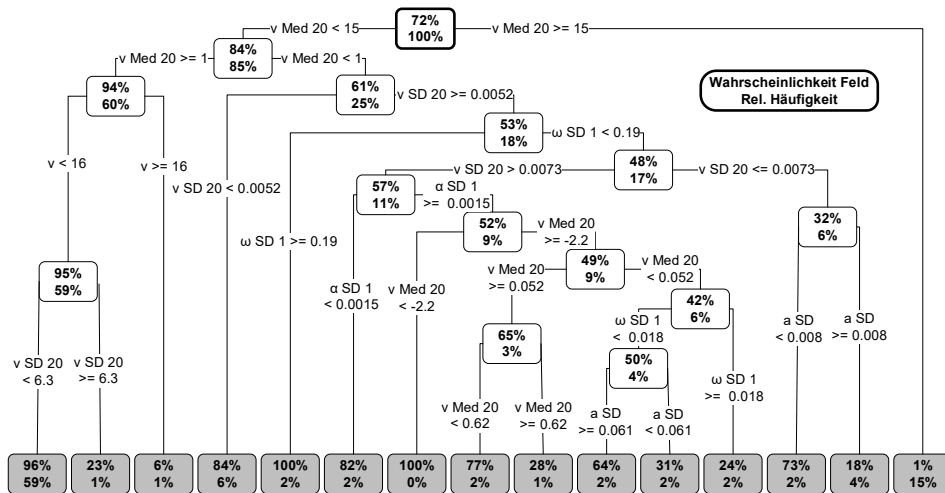 v Med 20 < 15
72%
100%
v Med 20 >= 15
v Med 20 >= 1
84%
85%
v Med 20 < 1
94%
60%
61%
25%
v SD 20 >= 0.0052
Wahrscheinlichkeit Feld
Rel. Häufigkeit
53%
18%
ω SD 1 < 0.19
v < 16
v >= 16
v SD 20 < 0.0052
v SD 20 > 0.0073
48%
17%
v SD 20 <= 0.0073
57%
11%
α SD 1
>= 0.0015
52%
9%
v Med 20
>= -2.2
32%
6%
ω SD 1 >= 0.19
95%
59%
α SD 1
< 0.0015
v Med 20
< -2.2
v Med 20
>= 0.052
49%
9%
v Med 20
< 0.052
42%
6%
a SD
< 0.008
a SD
>= 0.008
v SD 20
< 6.3
v SD 20
>= 6.3
65%
3%
ω SD 1
< 0.018
50%
4%
ω SD 1
>= 0.018
v Med 20
< 0.62
v Med 20
>= 0.62
a SD
>= 0.061
a SD
< 0.061
96%
59%
23%
1%
6%
1%
84%
6%
100%
2%
82%
2%
100%
0%
77%
2%
28%
1%
64%
2%
31%
2%
24%
2%
73%
2%
18%
4%
1%
15%